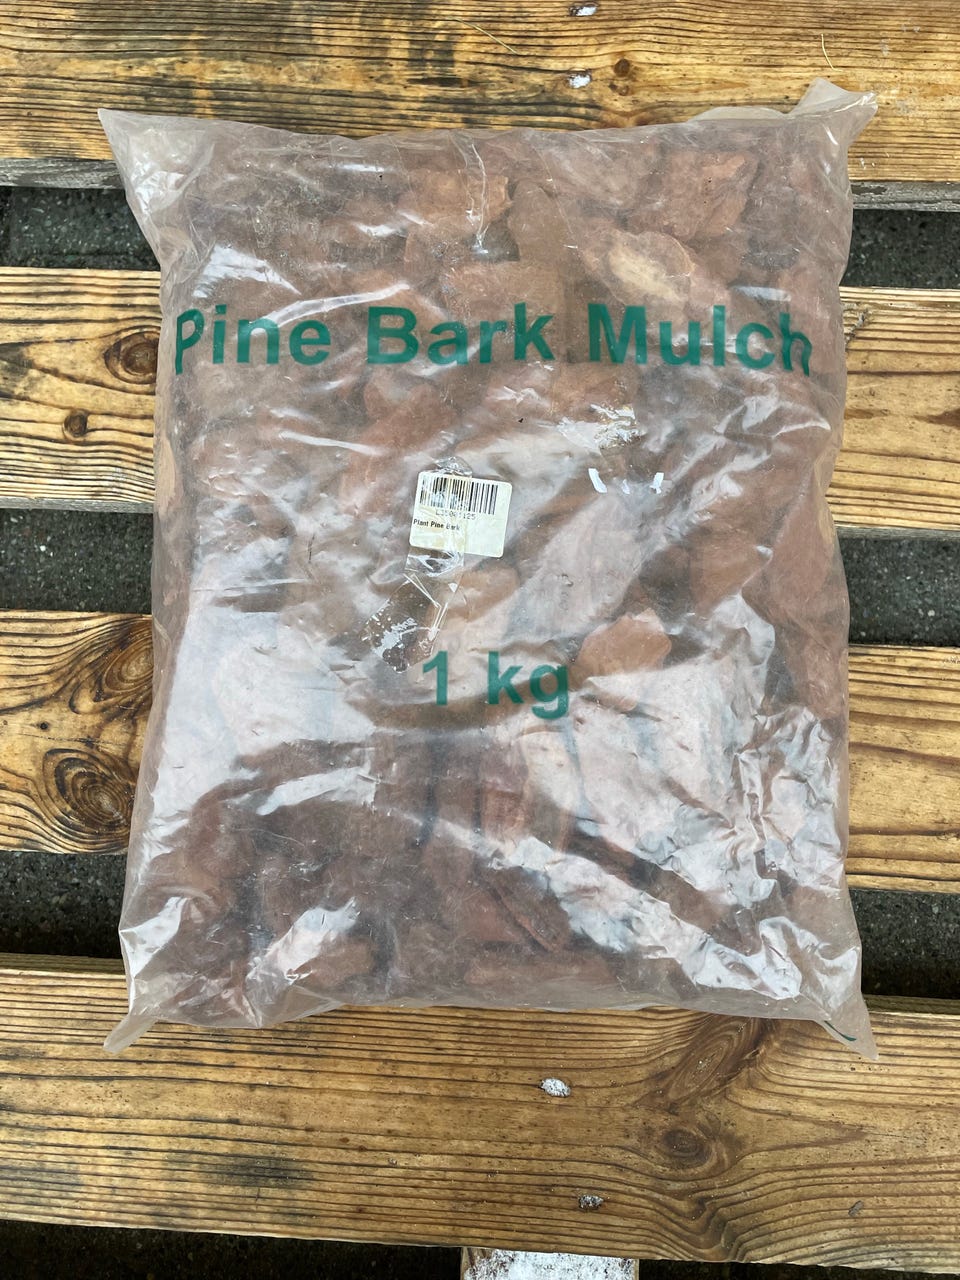 Pine Bark Mulch
Plant Pine Bark
1 kg